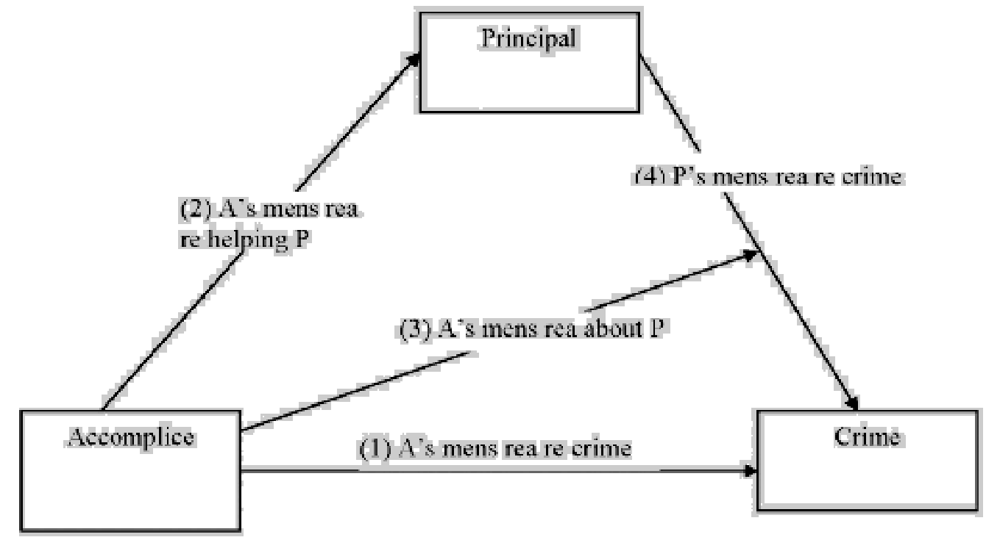 Principal
(4) P's mens rea re crime
(2) A's mens rea
re helping P
(3) A's mens rea about P
Accomplice
(1) A's mens rea re crime
Crime